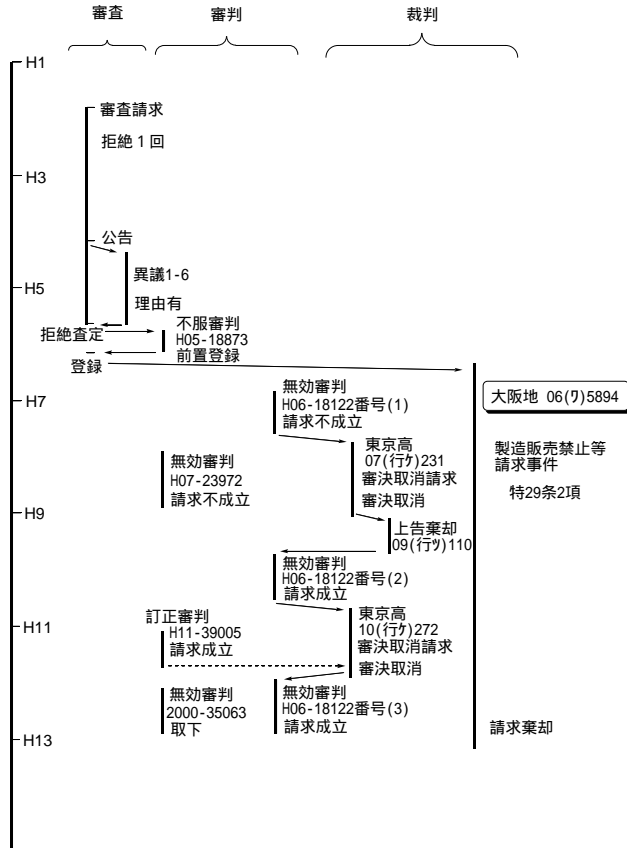 審査
審判
裁判
H1
審査請求
拒絶１回
H3
公告
異議1-6
H5
理由有
拒絶査定
不服審判
H05-18873
前置登録
登録
H7
無効審判
H06-18122番号(1)
請求不成立
大阪地 06(ﾜ)5894
製造販売禁止等
請求事件
特29条2項
東京高
07(行ｹ)231
審決取消請求
審決取消
無効審判
H07-23972
請求不成立
H9
上告棄却
09(行ﾂ)110
無効審判
H06-18122番号(2)
請求成立
H11
訂正審判
H11-39005
請求成立
東京高
10(行ｹ)272
審決取消請求
審決取消
無効審判
2000-35063
取下
無効審判
H06-18122番号(3)
請求成立
請求棄却
H13